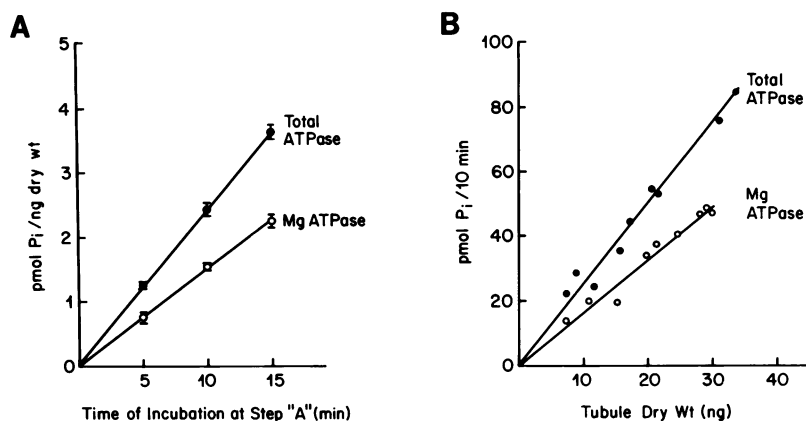 A
5
4
3
2
1
0
pmol Pi /ng dry wt
Total
ATPase
Mg ATPase
5
10
15
Time of Incubation at Step "A" (min)
B
100
80
60
40
20
0
pmol Pi /10 min
Total
ATPase
Mg
ATPase
10
20
30
40
Tubule Dry Wt (ng)